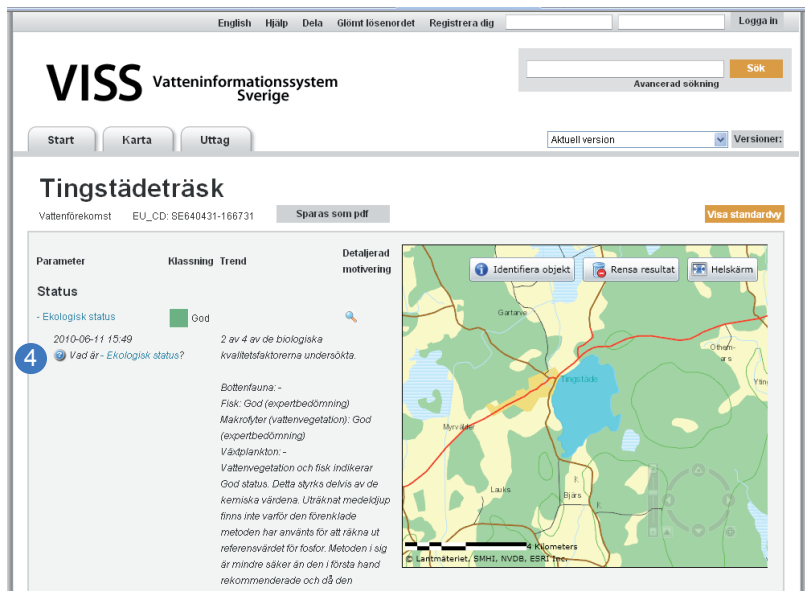 English Hjälp Dela Glömt lösenordet Registrera dig Logga in
VISS Vatteninformationssystem
Sverige
Sök
Avancerad sökning
Start Karta Uttag
Aktuell version Versioner:
Tingstädeträsk
Vattenförekomst EU_CD: SE640431-166731 Sparas som pdf Visa standardvy
Parameter Klassning Trend Detaljerad
motivering
Status
- Ekologisk status God
2010-06-11 15:49
4 Vad är - Ekologisk status?
2 av 4 av de biologiska
kvalitetsfaktorerna undersökta.
Bottenfauna: -
Fisk: God (expertbedömning)
Makrofyter (vattenvegetation): God
(expertbedömning)
Växtplankton: -
Vattenvegetation och fisk indikerar
God status. Detta styrks delvis av de
kemiska värdena. Uträknat medeldjup
finns inte varför den förenklade
metoden har använts för att räkna ut
referensvärdet för fosfor. Metoden i sig
är mindre säker än den i första hand
rekommenderade och då den
Identifiera objekt Rensa resultat Helskärm
Gartarve
Othem-
ars
Tingstäde
Myrvälder
Lauks
Bjärs
4 Kilometers
© Lantmäteriet, SMHI, NVDB, ESRI Inc.